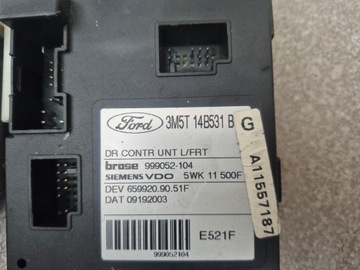 Ford 3M5T 14B531 B
G
DR CONTR UNT L/FRT
brose 999052-104
SIEMENS VDO 5WK 11 500F
DEV 659920.90.51F
DAT 09192003
E521F
999052104
A11557187